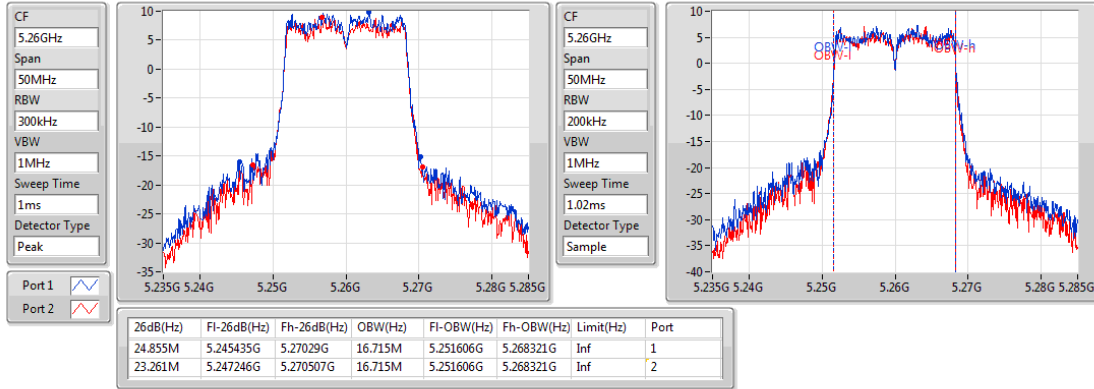 CF
5.26GHz
Span
50MHz
RBW
300kHz
VBW
1MHz
Sweep Time
1ms
Detector Type
Peak
Port 1
Port 2
10
5
0
-5
-10
-15
-20
-25
-30
-35
5.235G 5.24G 5.25G 5.26G 5.27G 5.28G 5.285G
CF
5.26GHz
Span
50MHz
RBW
200kHz
VBW
1MHz
Sweep Time
1.02ms
Detector Type
Sample
10
5
0
-5
-10
-15
-20
-25
-30
-35
-40
OBW-l
OBW-h
OBW-l
OBW-h
5.235G 5.24G 5.25G 5.26G 5.27G 5.28G 5.285G
26dB(Hz) Fl-26dB(Hz) Fh-26dB(Hz) OBW(Hz) Fl-OBW(Hz) Fh-OBW(Hz) Limit(Hz) Port
24.855M 5.245435G 5.27029G 16.715M 5.251606G 5.268321G Inf 1
23.261M 5.247246G 5.270507G 16.715M 5.251606G 5.268321G Inf 2